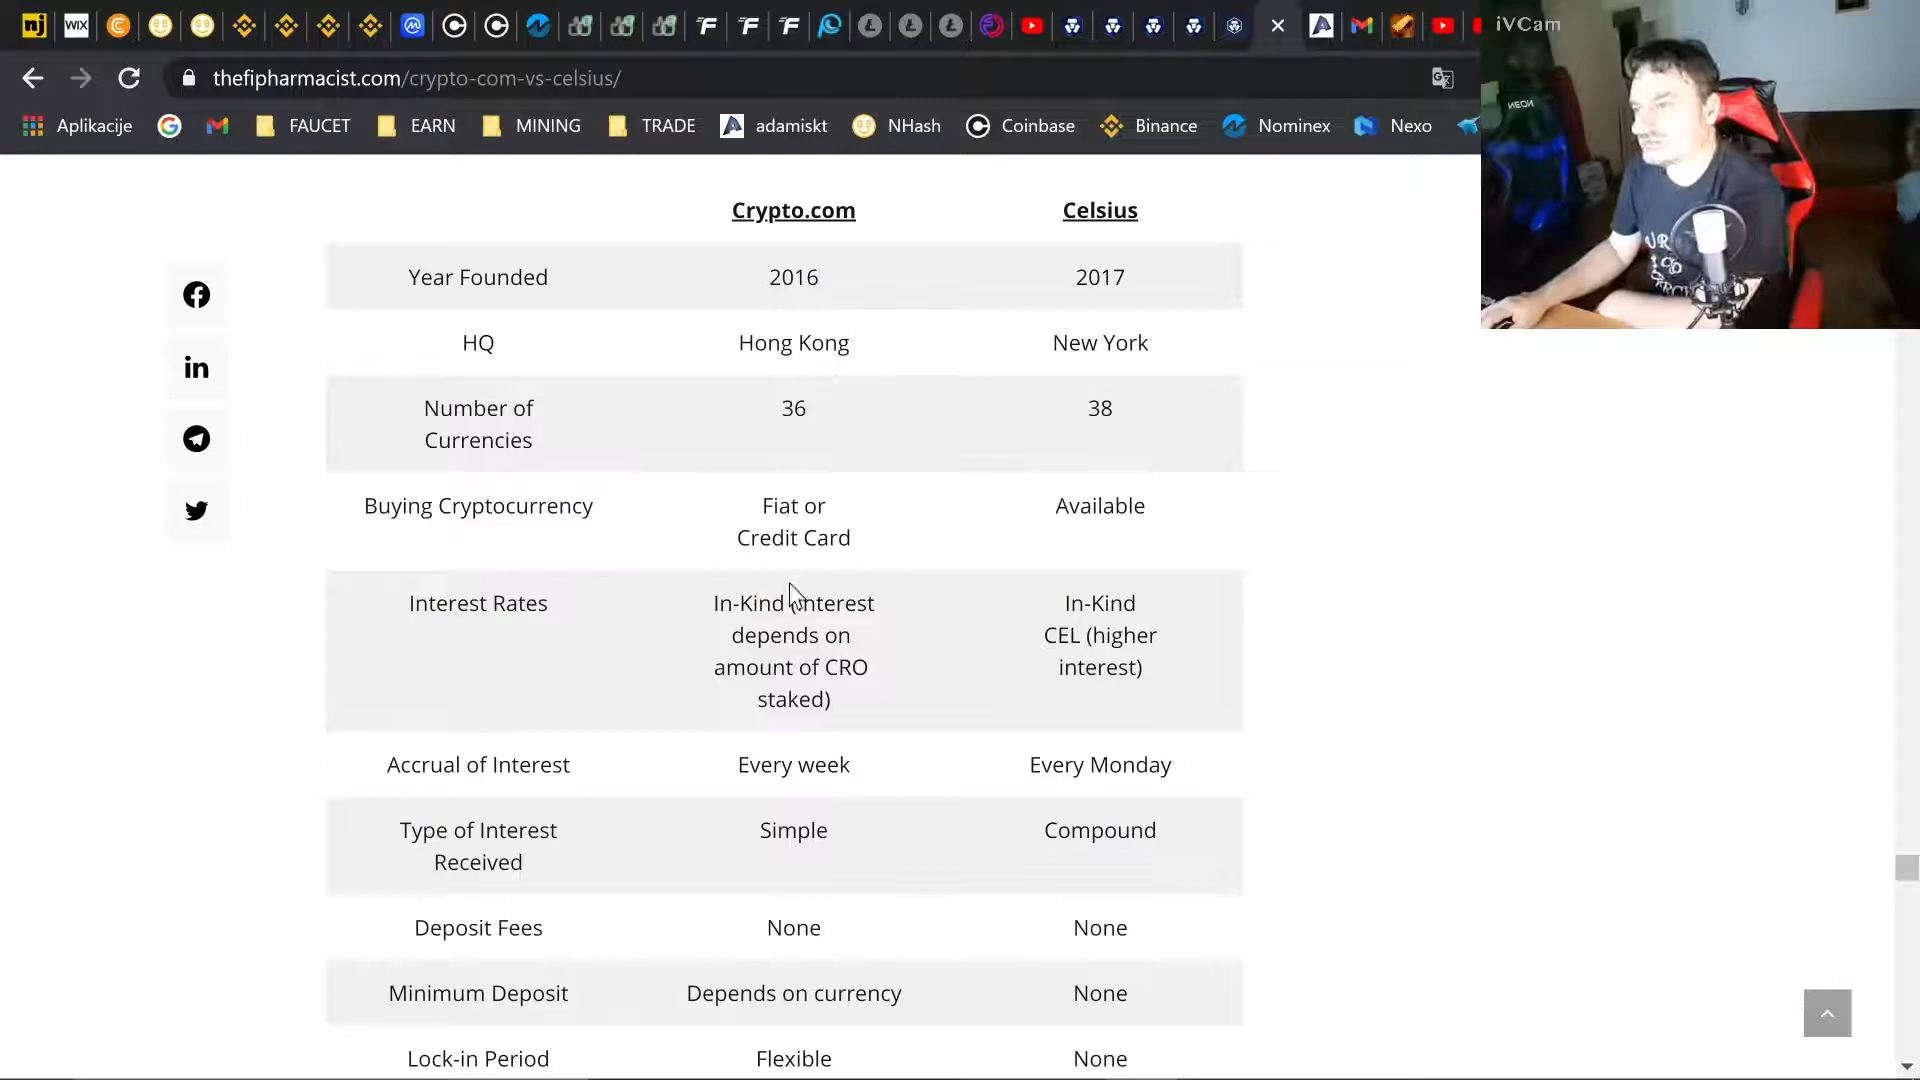 nj
WIX
iVCam
thefipharmacist.com/crypto-com-vs-celsius/
Aplikacije
FAUCET
EARN
MINING
TRADE
adamiskt
NHash
Coinbase
Binance
Nominex
Nexo
Crypto.com Celsius
Year Founded 2016 2017
HQ Hong Kong New York
Number of 36 38
Currencies
Buying Cryptocurrency Fiat or Available
Credit Card
Interest Rates In-Kind (interest In-Kind
depends on CEL (higher
amount of CRO interest)
staked)
Accrual of Interest Every week Every Monday
Type of Interest Simple Compound
Received
Deposit Fees None None
Minimum Deposit Depends on currency None
Lock-in Period Flexible None